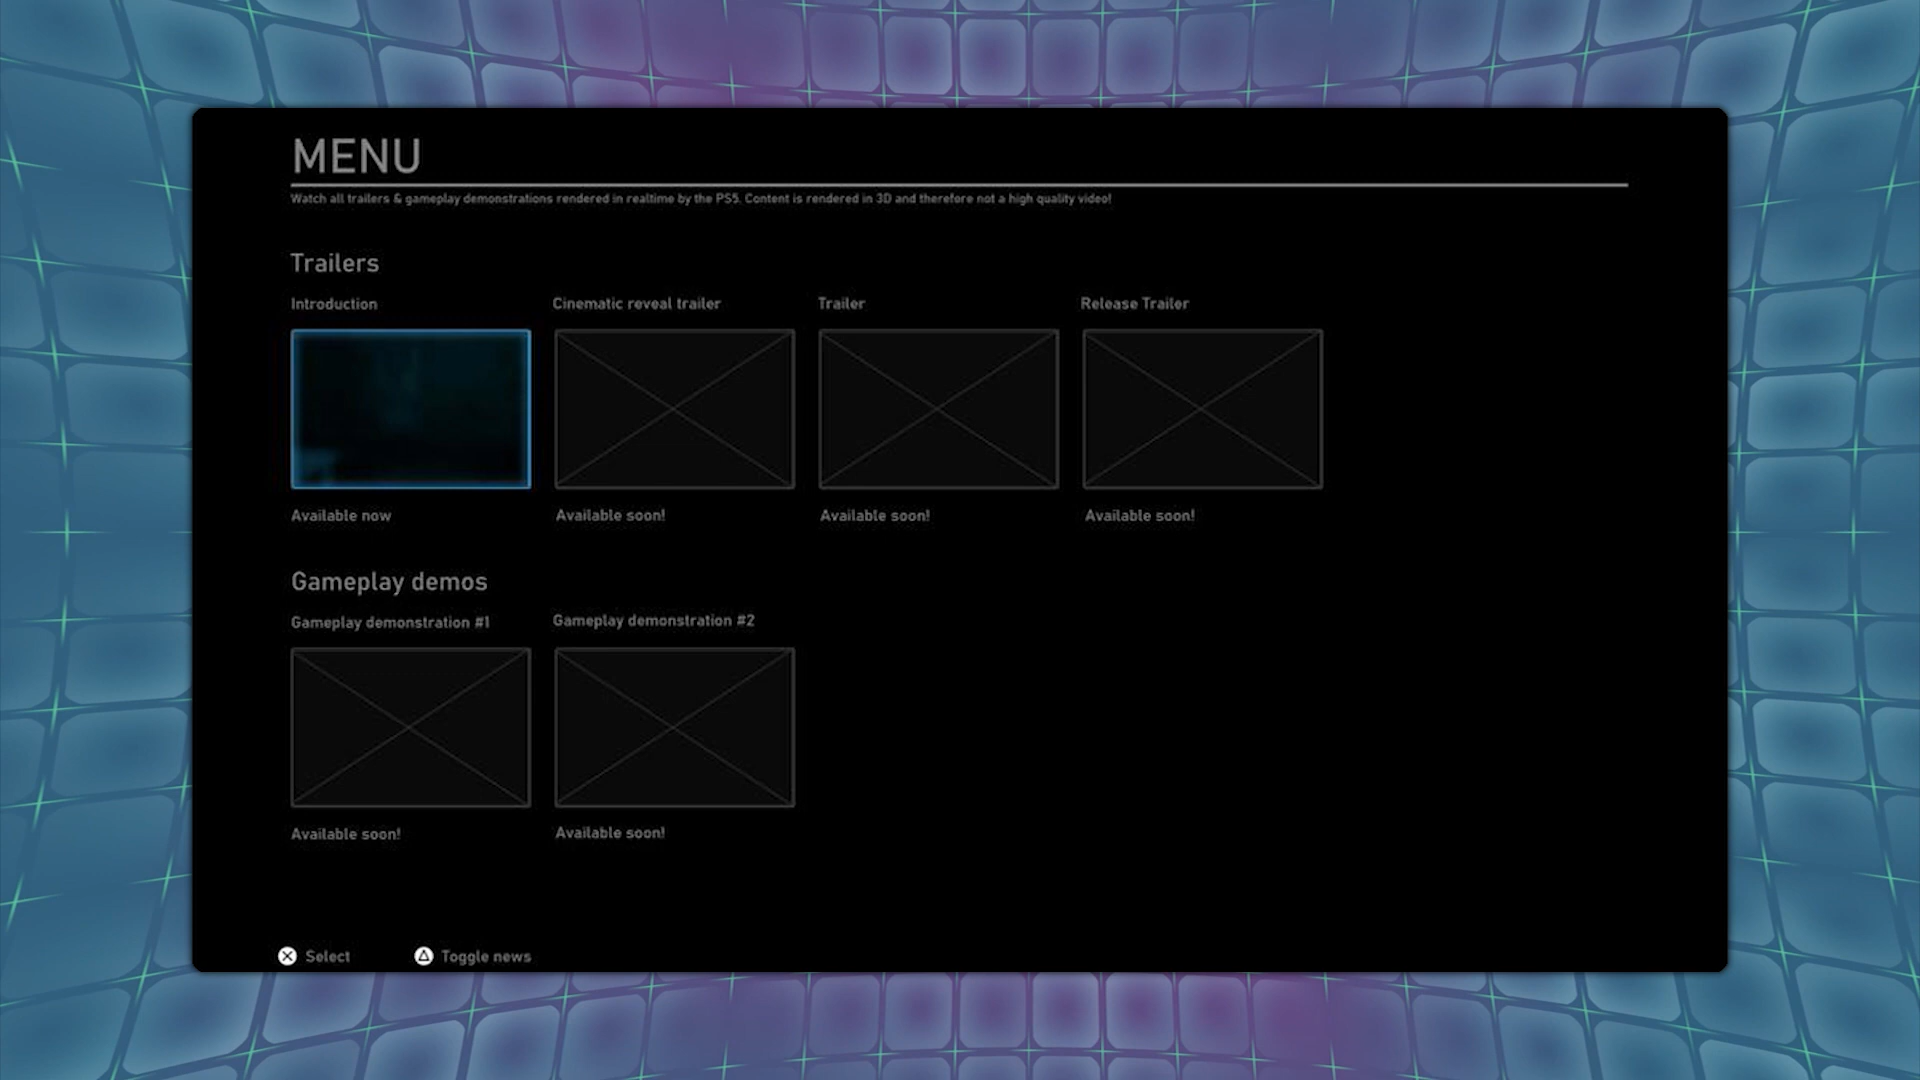 MENU
Watch all trailers & gameplay demonstrations rendered in realtime by the PS5. Content is rendered in 3D and therefore not a high quality video!
Trailers
Introduction
Cinematic reveal trailer
Trailer
Release Trailer
Available now
Available soon!
Available soon!
Available soon!
Gameplay demos
Gameplay demonstration #1
Gameplay demonstration #2
Available soon!
Available soon!
Select
Toggle news